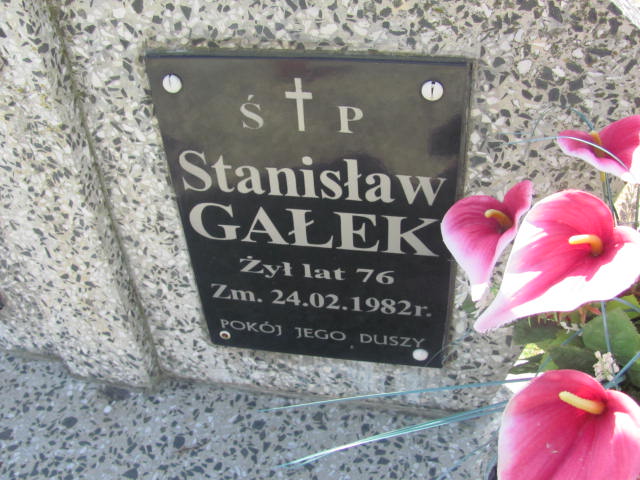 Ś P
Stanisław
GAŁEK
Żył lat 76
Zm. 24.02.1982r.
POKÓJ JEGO DUSZY